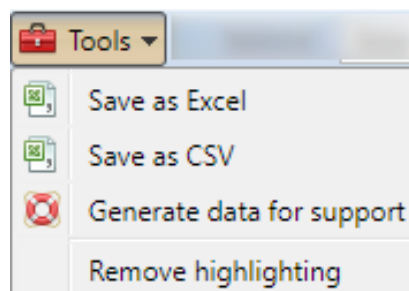 Tools
Save as Excel
Save as CSV
Generate data for support
Remove highlighting